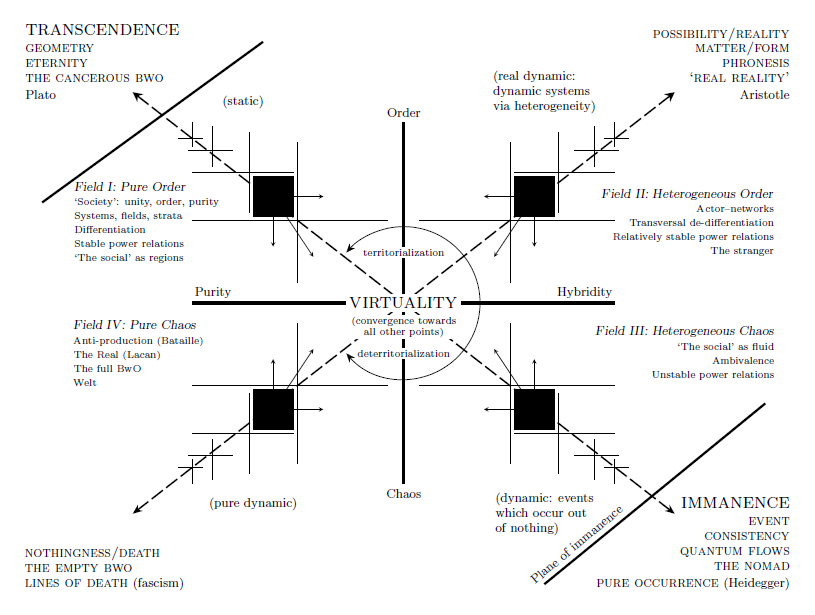 TRANSCENDENCE
GEOMETRY
ETERNITY
THE CANCEROUS BWO
Plato
POSSIBILITY/REALITY
MATTER/FORM
PHRONESIS
‘REAL REALITY’
Aristotle
(static)
(real dynamic:
dynamic systems
via heterogeneity)
Order
Field I: Pure Order
‘Society’: unity, order, purity
Systems, fields, strata
Differentiation
Stable power relations
‘The social’ as regions
Field II: Heterogeneous Order
Actor–networks
Transversal de-differentiation
Relatively stable power relations
The stranger
territorialization
Purity
Hybridity
VIRTUALITY
(convergence towards
all other points)
deterritorialization
Field IV: Pure Chaos
Anti-production (Bataille)
The Real (Lacan)
The full BwO
Welt
Field III: Heterogeneous Chaos
‘The social’ as fluid
Ambivalence
Unstable power relations
Chaos
(pure dynamic)
(dynamic: events
which occur out
of nothing)
Plane of immanence
NOTHINGNESS/DEATH
THE EMPTY BWO
LINES OF DEATH (fascism)
IMMANENCE
EVENT
CONSISTENCY
QUANTUM FLOWS
THE NOMAD
PURE OCCURRENCE (Heidegger)